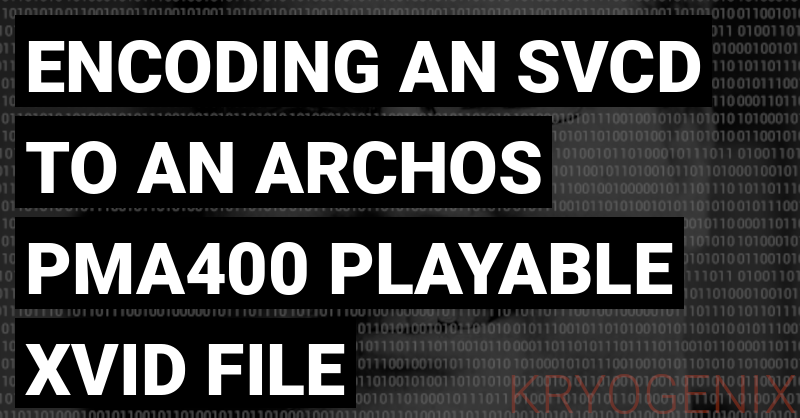 ENCODING AN SVCD
TO AN ARCHOS
PMA400 PLAYABLE
XVID FILE
KRYOGENIX